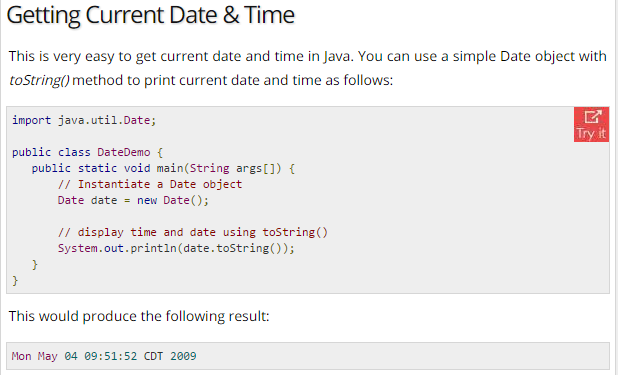 Getting Current Date & Time
This is very easy to get current date and time in Java. You can use a simple Date object with
toString() method to print current date and time as follows:
import java.util.Date;
Try it
public class DateDemo {
public static void main(String args[]) {
// Instantiate a Date object
Date date = new Date();
// display time and date using toString()
System.out.println(date.toString());
}
}
This would produce the following result:
Mon May 04 09:51:52 CDT 2009